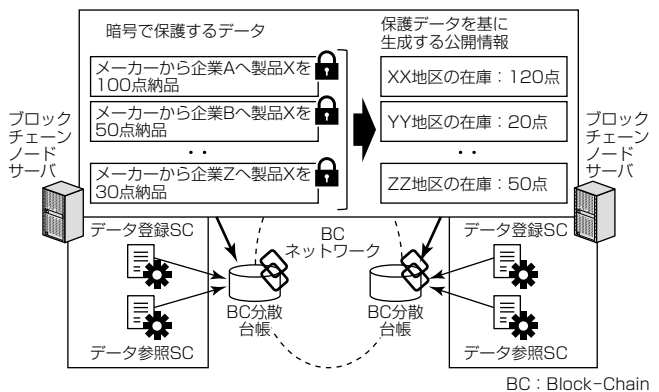 暗号で保護するデータ
保護データを基に
生成する公開情報
メーカーから企業Aへ製品Xを
100点納品
メーカーから企業Bへ製品Xを
50点納品
・・
メーカーから企業Zへ製品Xを
30点納品
XX地区の在庫：120点
YY地区の在庫：20点
・・
ZZ地区の在庫：50点
ブロック
チェーン
ノード
サーバ
ブロック
チェーン
ノード
サーバ
データ登録SC
データ参照SC
BC
ネットワーク
BC分散
台帳
BC分散
台帳
データ登録SC
データ参照SC
BC：Block-Chain